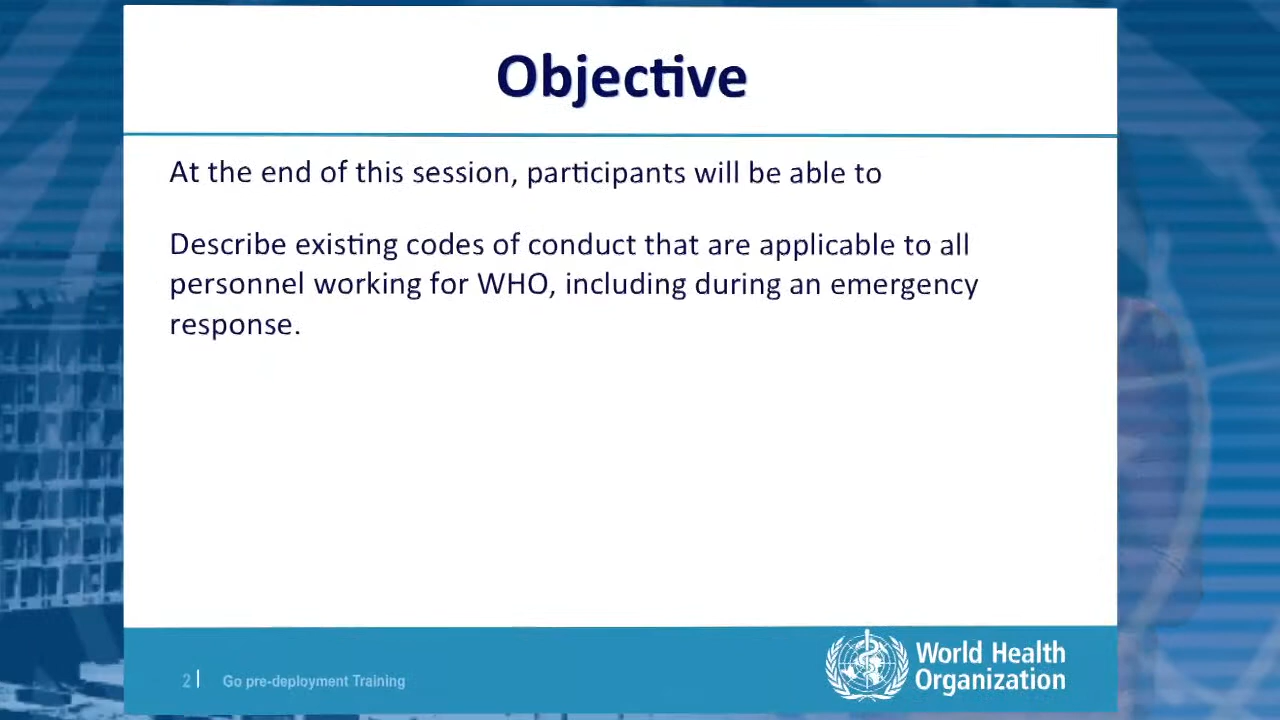 Objective
At the end of this session, participants will be able to
Describe existing codes of conduct that are applicable to all
personnel working for WHO, including during an emergency
response.
2 | Go pre-deployment Training
World Health
Organization